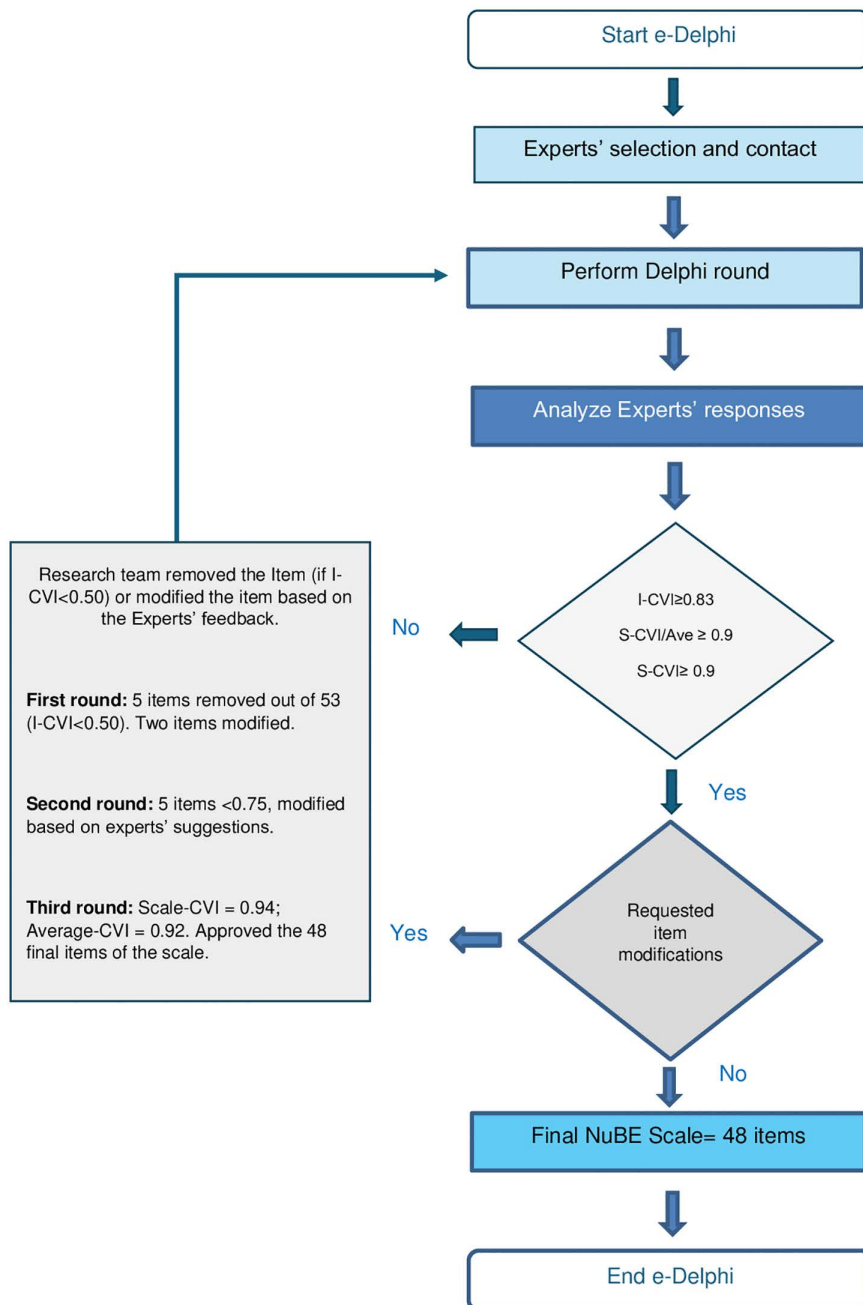 Start e-Delphi
Experts’ selection and contact
Perform Delphi round
Analyze Experts’ responses
I-CVI≥0.83
S-CVI/Ave ≥ 0.9
S-CVI≥ 0.9
No
Research team removed the Item (if I-
CVI<0.50) or modified the item based on
the Experts’ feedback.
First round: 5 items removed out of 53
(I-CVI<0.50). Two items modified.
Second round: 5 items <0.75, modified
based on experts’ suggestions.
Third round: Scale-CVI = 0.94;
Average-CVI = 0.92. Approved the 48
final items of the scale.
Yes
Requested
item
modifications
Yes
No
Final NuBE Scale= 48 items
End e-Delphi